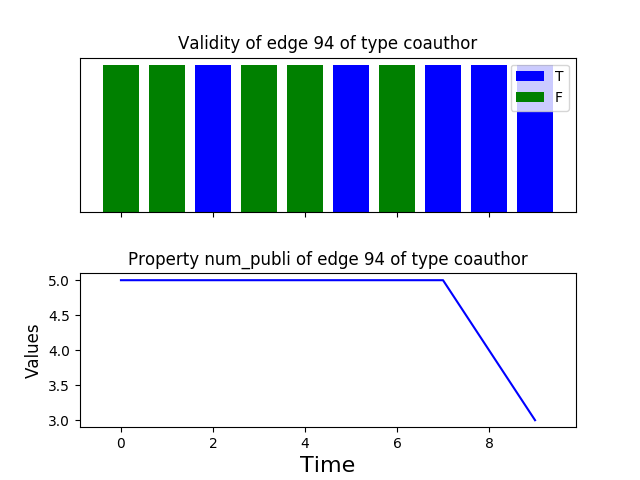 Validity of edge 94 of type coauthor
T
F
Property num_publi of edge 94 of type coauthor
5.0
4.5
4.0
3.5
3.0
Values
0 2 4 6 8
Time